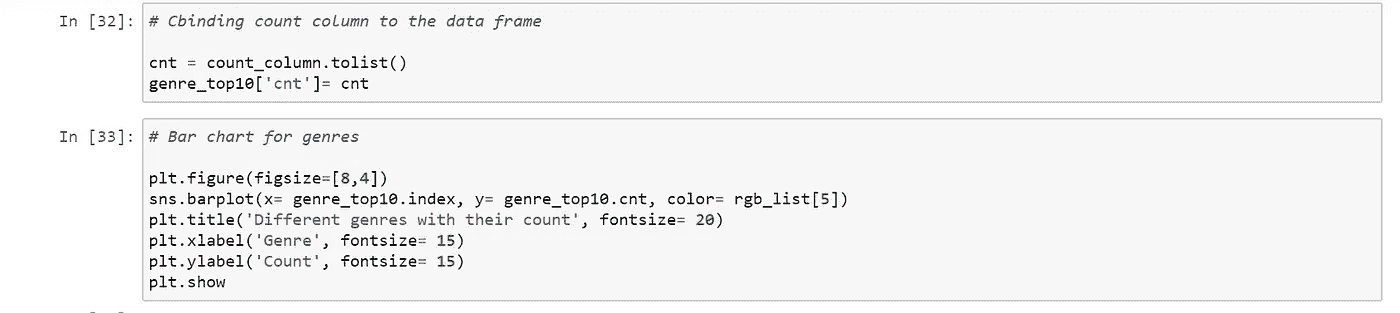 In [32]: # Cbinding count column to the data frame
cnt = count_column.tolist()
genre_top10['cnt']= cnt
In [33]: # Bar chart for genres
plt.figure(figsize=[8,4])
sns.barplot(x= genre_top10.index, y= genre_top10.cnt, color= rgb_list[5])
plt.title('Different genres with their count', fontsize= 20)
plt.xlabel('Genre', fontsize= 15)
plt.ylabel('Count', fontsize= 15)
plt.show